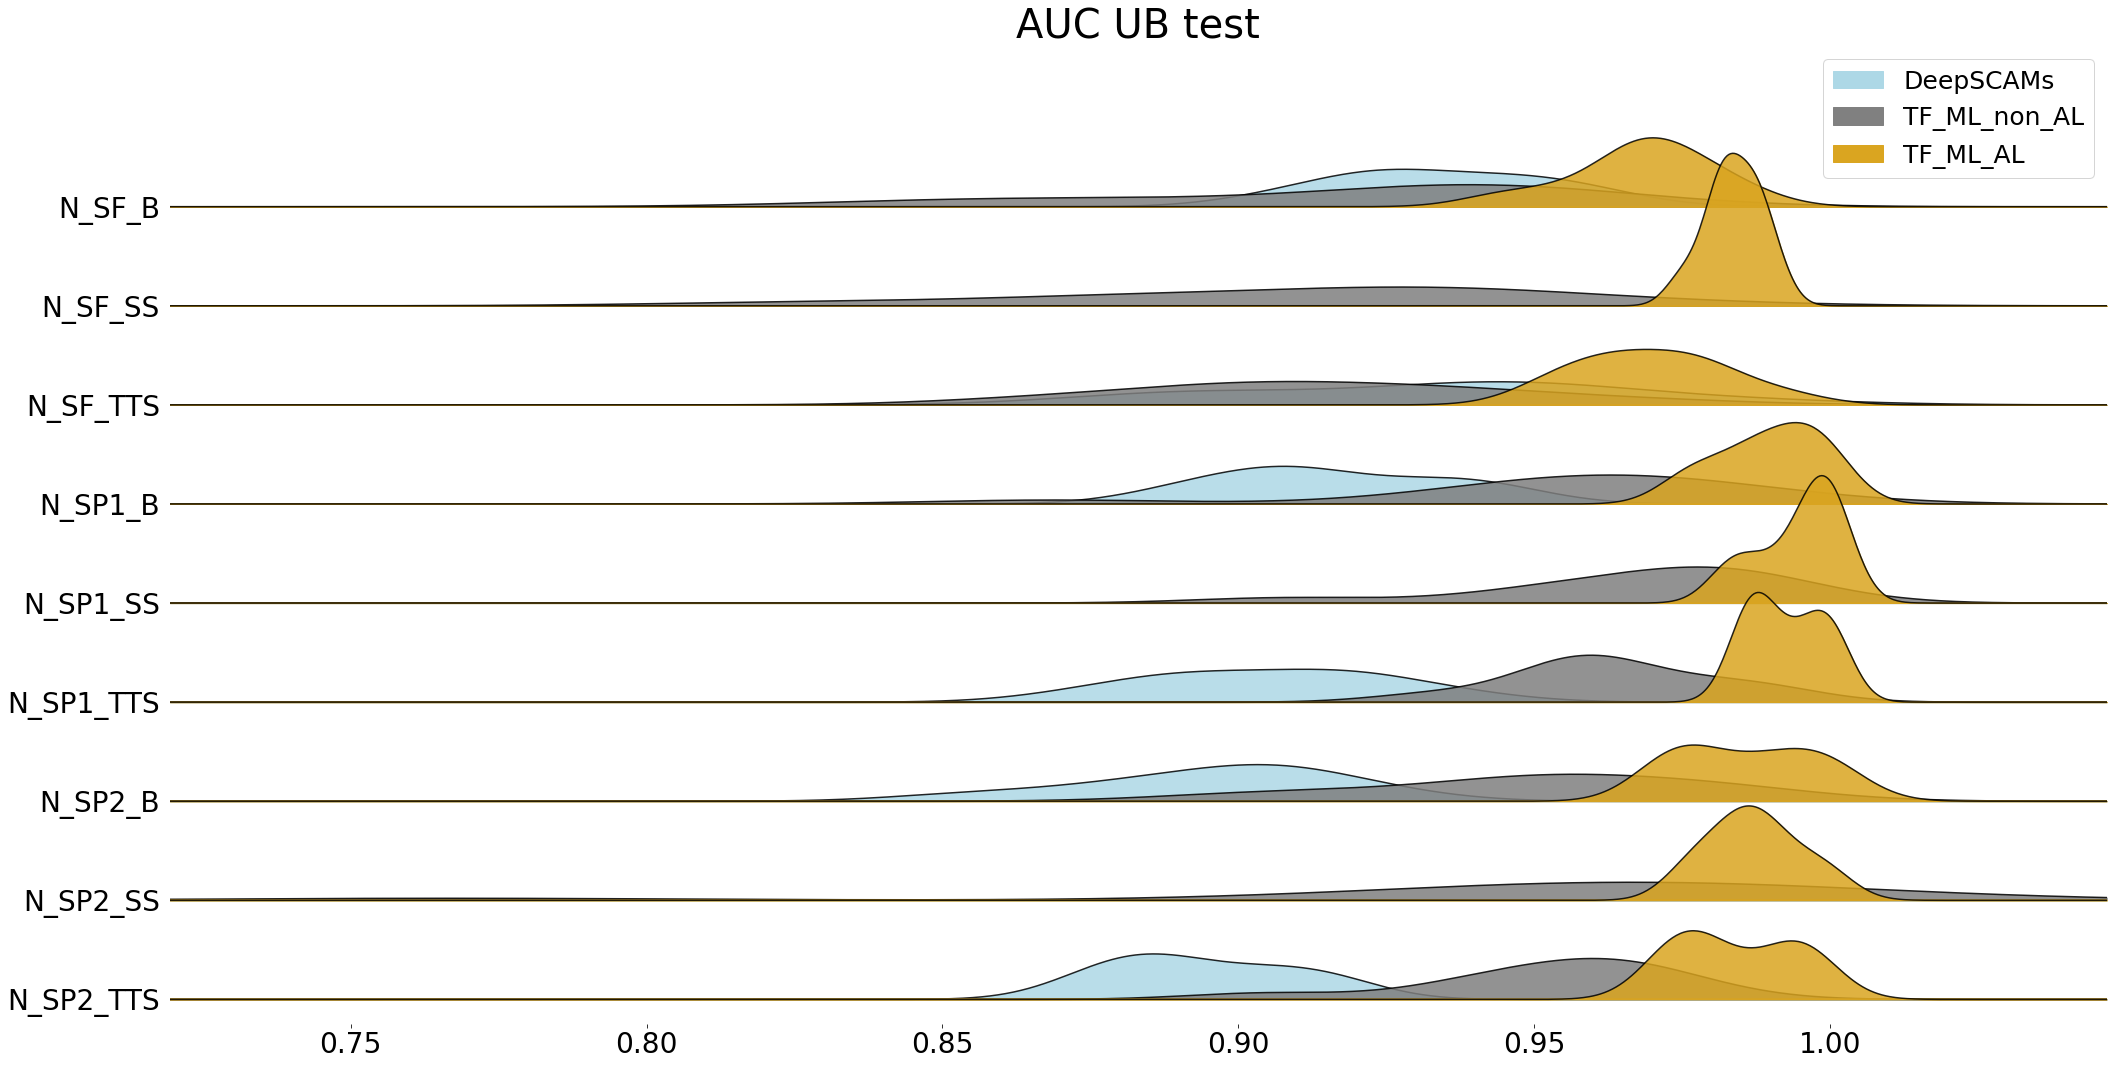 AUC UB test
DeepSCAMs
TF_ML_non_AL
TF_ML_AL
N_SF_B
N_SF_SS
N_SF_TTS
N_SP1_B
N_SP1_SS
N_SP1_TTS
N_SP2_B
N_SP2_SS
N_SP2_TTS
0.75 0.80 0.85 0.90 0.95 1.00